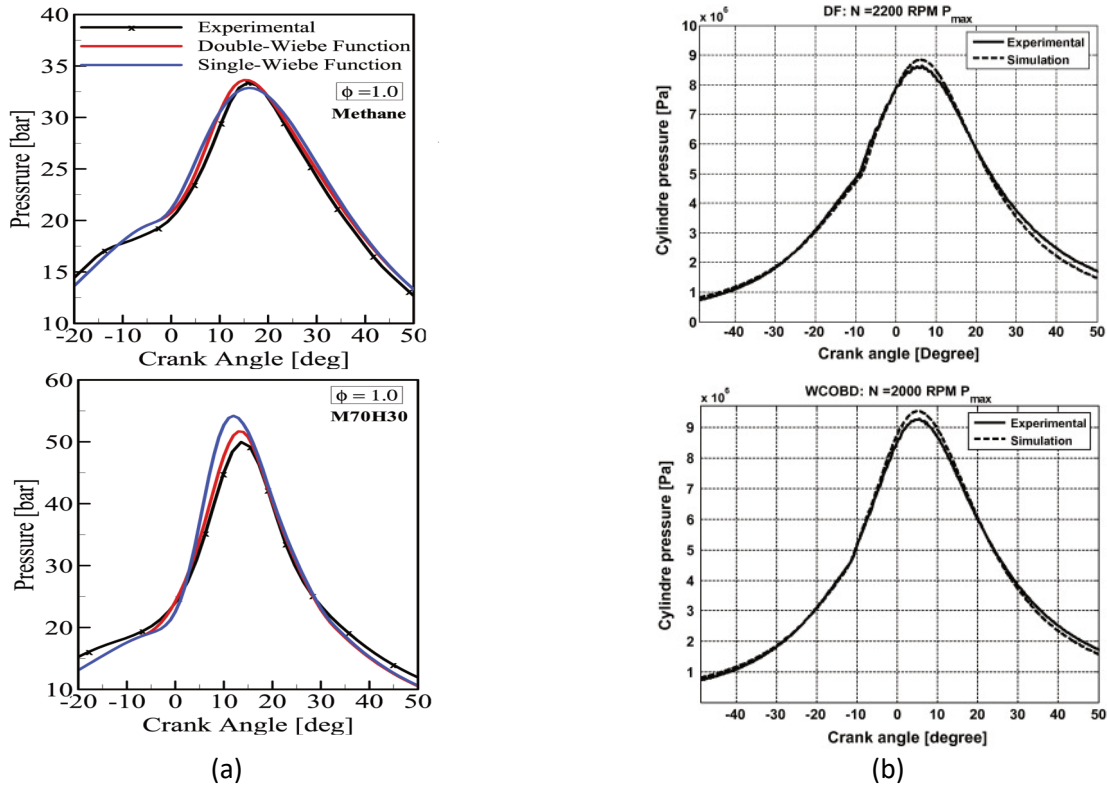 Experimental
Double-Wiebe Function
Single-Wiebe Function
ϕ =1.0
Methane
Pressrure [bar]
40
35
30
25
20
15
10
-20 -10 0 10 20 30 40 50
Crank Angle [deg]
ϕ = 1.0
M70H30
Pressure [bar]
60
50
40
30
20
10
-20 -10 0 10 20 30 40 50
Crank Angle [deg]
(a)
DF: N =2200 RPM Pmax
x 10⁶
Experimental
Simulation
Cylindre pressure [Pa]
10
9
8
7
6
5
4
3
2
1
0
-40 -30 -20 -10 0 10 20 30 40 50
Crank angle [Degree]
WCOBD: N =2000 RPM Pmax
x 10⁶
Experimental
Simulation
Cylindre pressure [Pa]
9
8
7
6
5
4
3
2
1
-40 -30 -20 -10 0 10 20 30 40 50
Crank angle [degree]
(b)